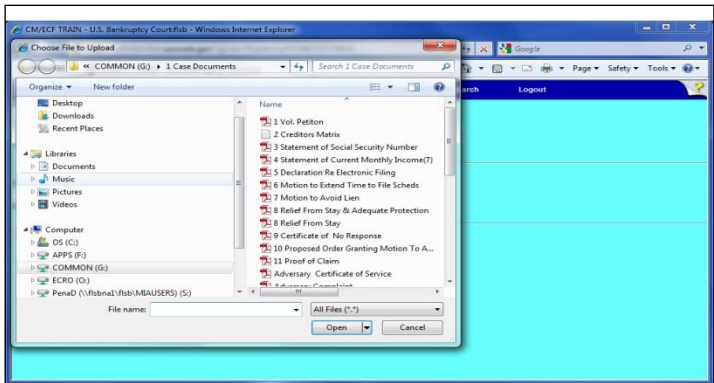 CM/ECF TRAIN - U.S. Bankruptcy Court:flsb - Windows Internet Explorer
Choose File to Upload
Google
« COMMON (G:) ▸ 1 Case Documents
Search 1 Case Documents
Page
Safety
Tools
Organize
New folder
arch
Logout
Desktop
Downloads
Recent Places
Libraries
Documents
Music
Pictures
Videos
Computer
OS (C:)
APPS (F:)
COMMON (G:)
ECRO (O:)
PenaD (\\flsbna1\flsb\MIAUSERS) (S:)
Name
1 Vol. Petiton
2 Creditors Matrix
3 Statement of Social Security Number
4 Statement of Current Monthly Income(7)
5 Declaration Re Electronic Filing
6 Motion to Extend Time to File Scheds
7 Motion to Avoid Lien
8 Relief From Stay & Adequate Protection
8 Relief From Stay
9 Certificate of No Response
10 Proposed Order Granting Motion To A...
11 Proof of Claim
Adversary Certificate of Service
Adversary Complaint
File name:
All Files (*.*)
Open
Cancel